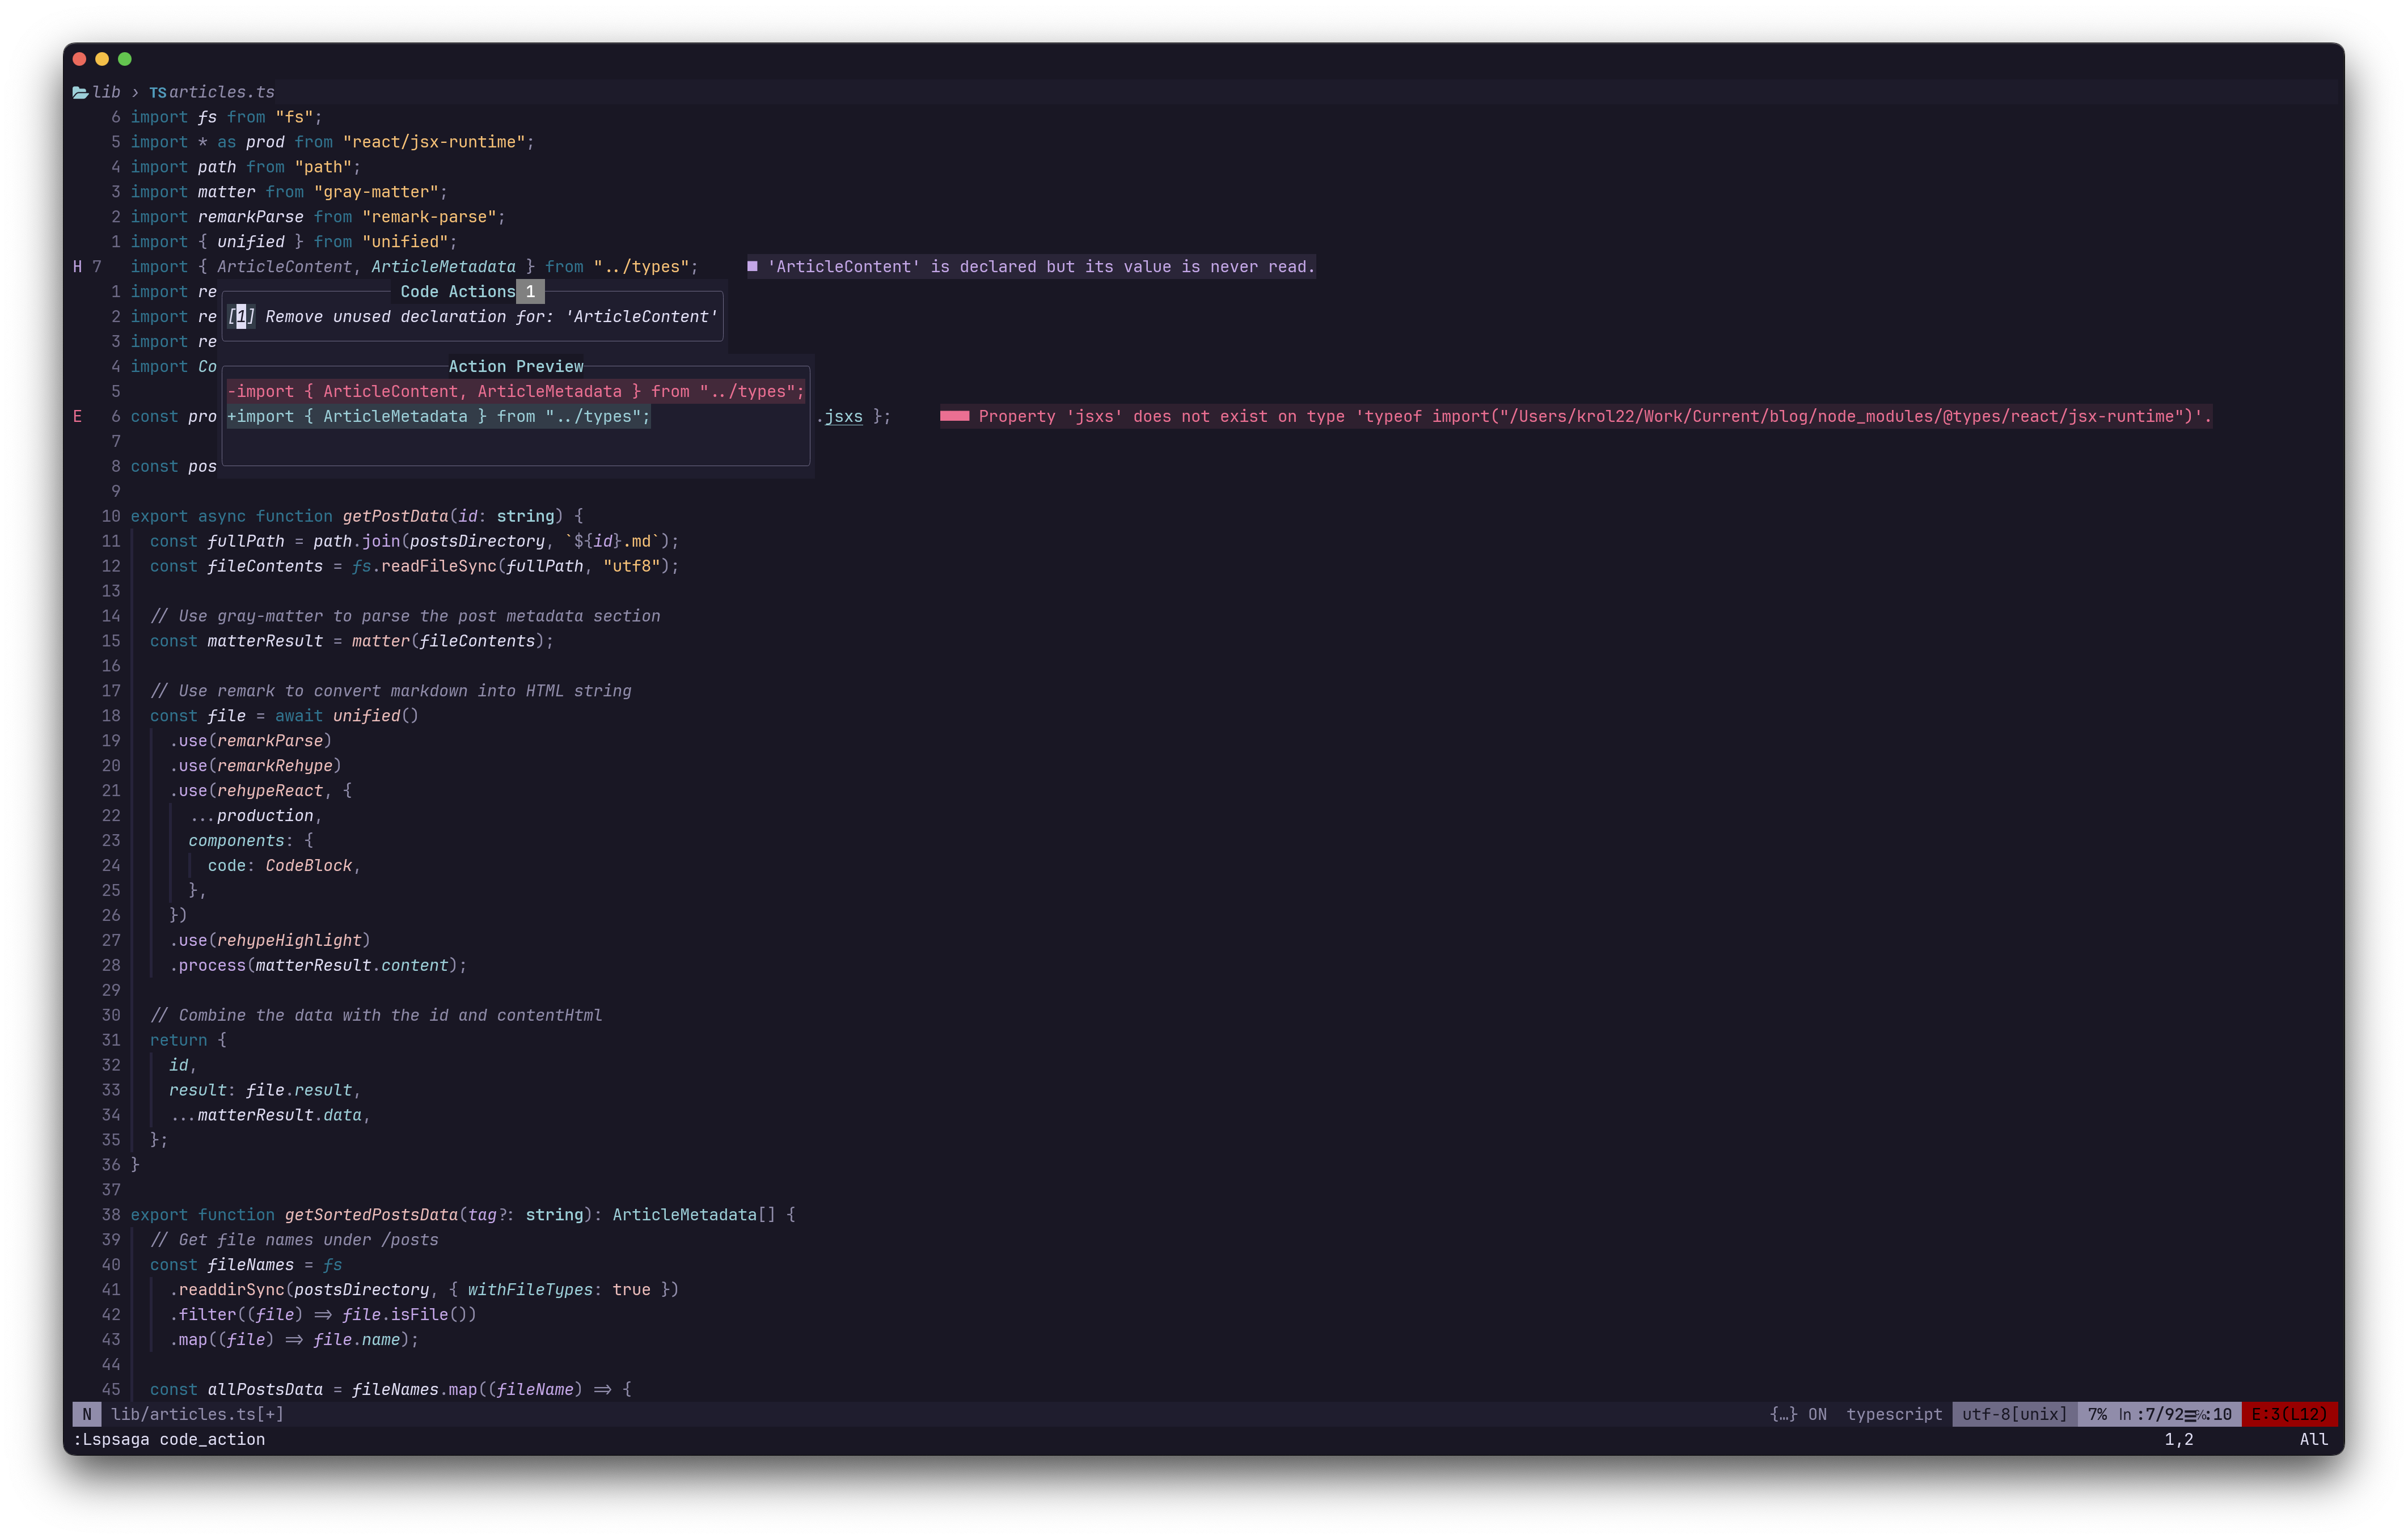 lib › TS articles.ts
6 import fs from "fs";
5 import * as prod from "react/jsx-runtime";
4 import path from "path";
3 import matter from "gray-matter";
2 import remarkParse from "remark-parse";
1 import { unified } from "unified";
H 7 import { ArticleContent, ArticleMetadata } from "../types"; ■ 'ArticleContent' is declared but its value is never read.
1 import re Code Actions 1
2 import re [1] Remove unused declaration for: 'ArticleContent'
3 import re
4 import Co Action Preview
5 -import { ArticleContent, ArticleMetadata } from "../types";
E 6 const pro +import { ArticleMetadata } from "../types"; .jsxs }; Property 'jsxs' does not exist on type 'typeof import("/Users/krol22/Work/Current/blog/node_modules/@types/react/jsx-runtime")'.
7
8 const pos
9
10 export async function getPostData(id: string) {
11 const fullPath = path.join(postsDirectory, `${id}.md`);
12 const fileContents = fs.readFileSync(fullPath, "utf8");
13
14 // Use gray-matter to parse the post metadata section
15 const matterResult = matter(fileContents);
16
17 // Use remark to convert markdown into HTML string
18 const file = await unified()
19 .use(remarkParse)
20 .use(remarkRehype)
21 .use(rehypeReact, {
22 ...production,
23 components: {
24 code: CodeBlock,
25 },
26 })
27 .use(rehypeHighlight)
28 .process(matterResult.content);
29
30 // Combine the data with the id and contentHtml
31 return {
32 id,
33 result: file.result,
34 ...matterResult.data,
35 };
36 }
37
38 export function getSortedPostsData(tag?: string): ArticleMetadata[] {
39 // Get file names under /posts
40 const fileNames = fs
41 .readdirSync(postsDirectory, { withFileTypes: true })
42 .filter((file) => file.isFile())
43 .map((file) => file.name);
44
45 const allPostsData = fileNames.map((fileName) => {
N lib/articles.ts[+] {…} ON typescript utf-8[unix] 7% ln :7/92☰℅:10 E:3(L12)
:Lspsaga code_action 1,2 All